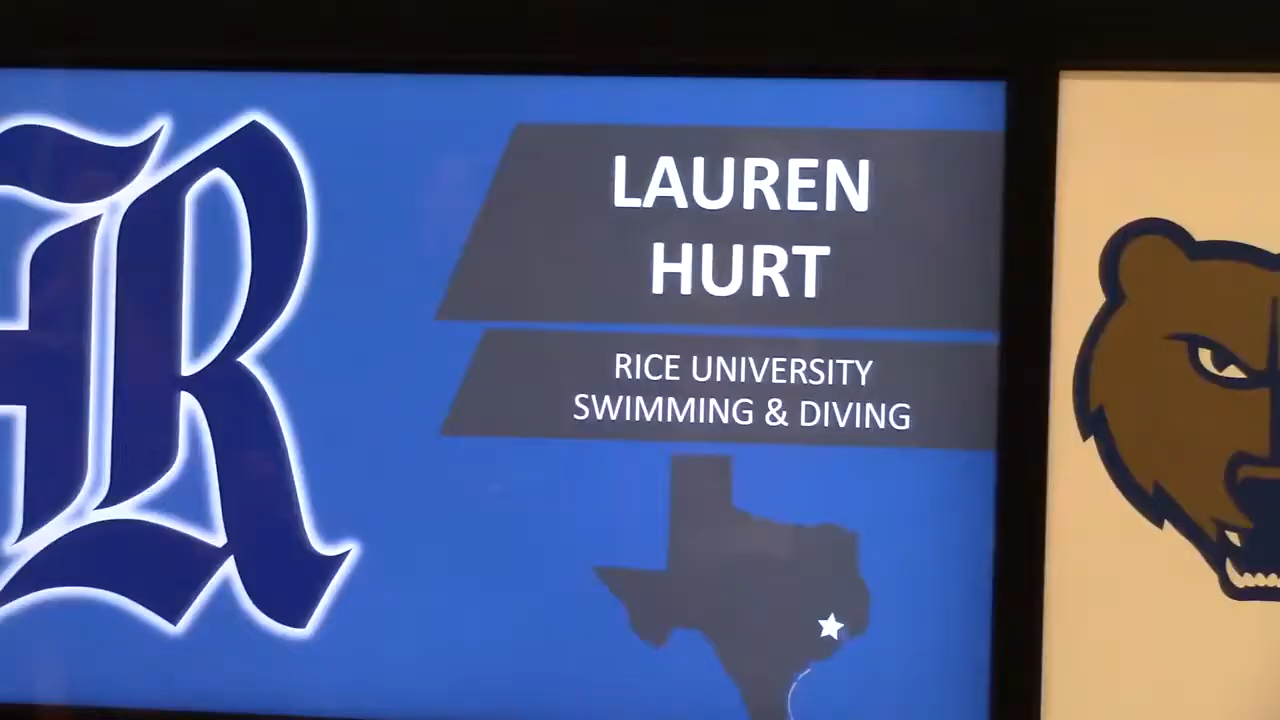 R
LAUREN
HURT
RICE UNIVERSITY
SWIMMING & DIVING